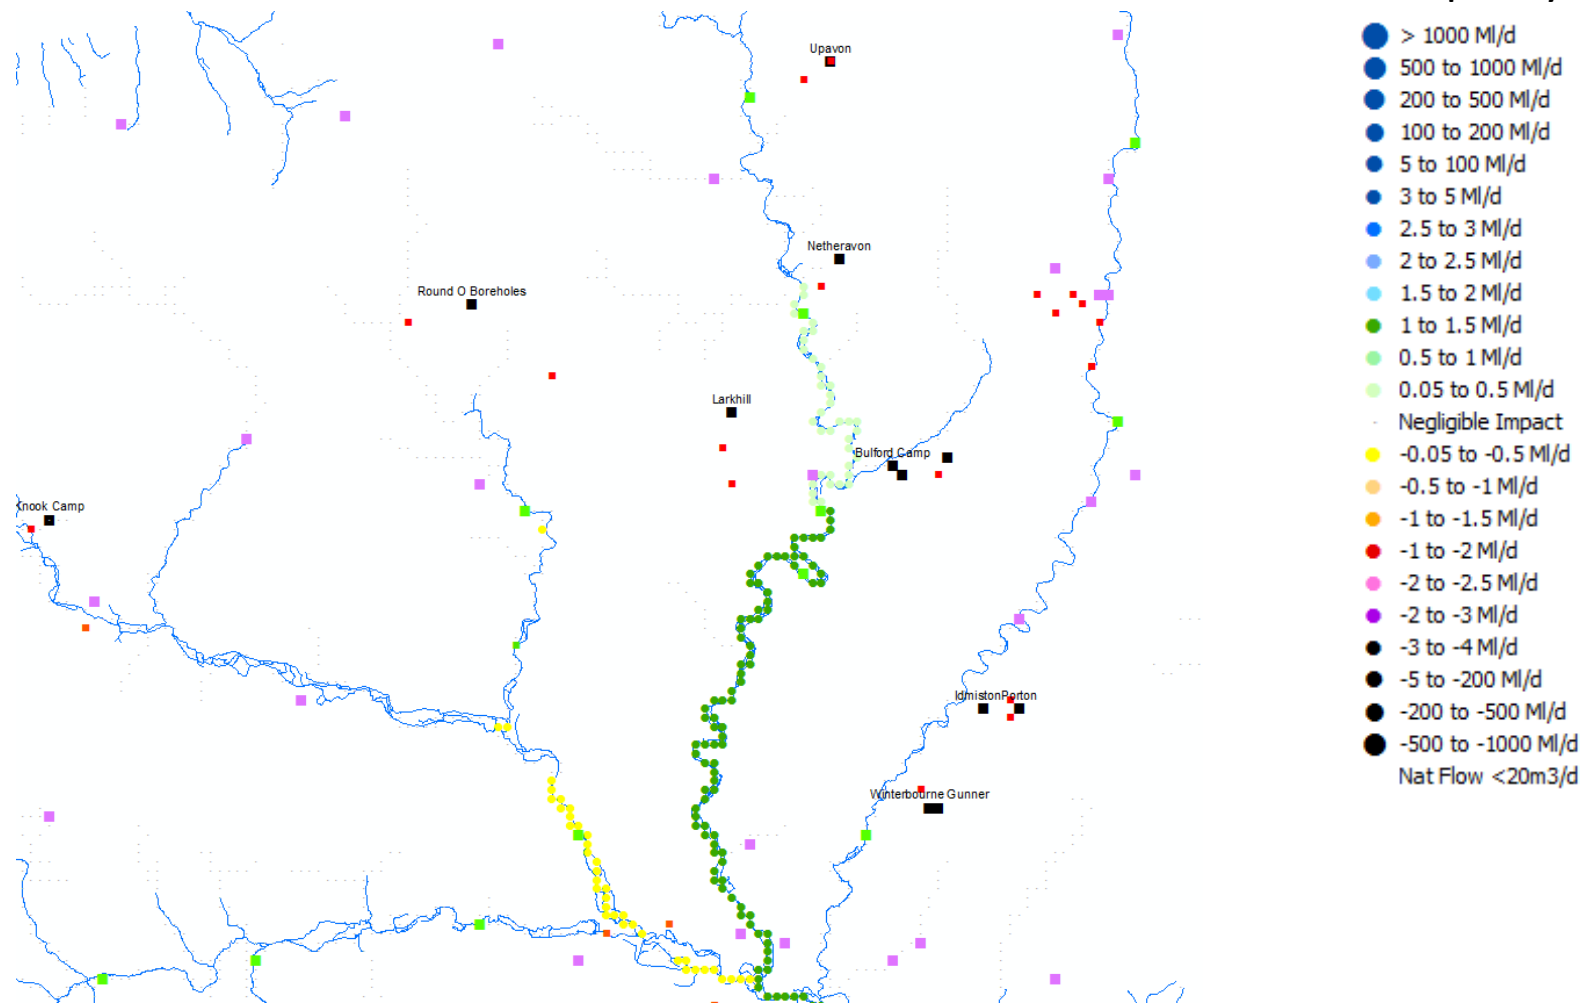 Upavon
Netheravon
Round O Boreholes
Larkhill
Bulford Camp
Knook Camp
Idmiston
Porton
Winterbourne Gunner
> 1000 Ml/d
500 to 1000 Ml/d
200 to 500 Ml/d
100 to 200 Ml/d
5 to 100 Ml/d
3 to 5 Ml/d
2.5 to 3 Ml/d
2 to 2.5 Ml/d
1.5 to 2 Ml/d
1 to 1.5 Ml/d
0.5 to 1 Ml/d
0.05 to 0.5 Ml/d
Negligible Impact
-0.05 to -0.5 Ml/d
-0.5 to -1 Ml/d
-1 to -1.5 Ml/d
-1 to -2 Ml/d
-2 to -2.5 Ml/d
-2 to -3 Ml/d
-3 to -4 Ml/d
-5 to -200 Ml/d
-200 to -500 Ml/d
-500 to -1000 Ml/d
Nat Flow <20m3/d